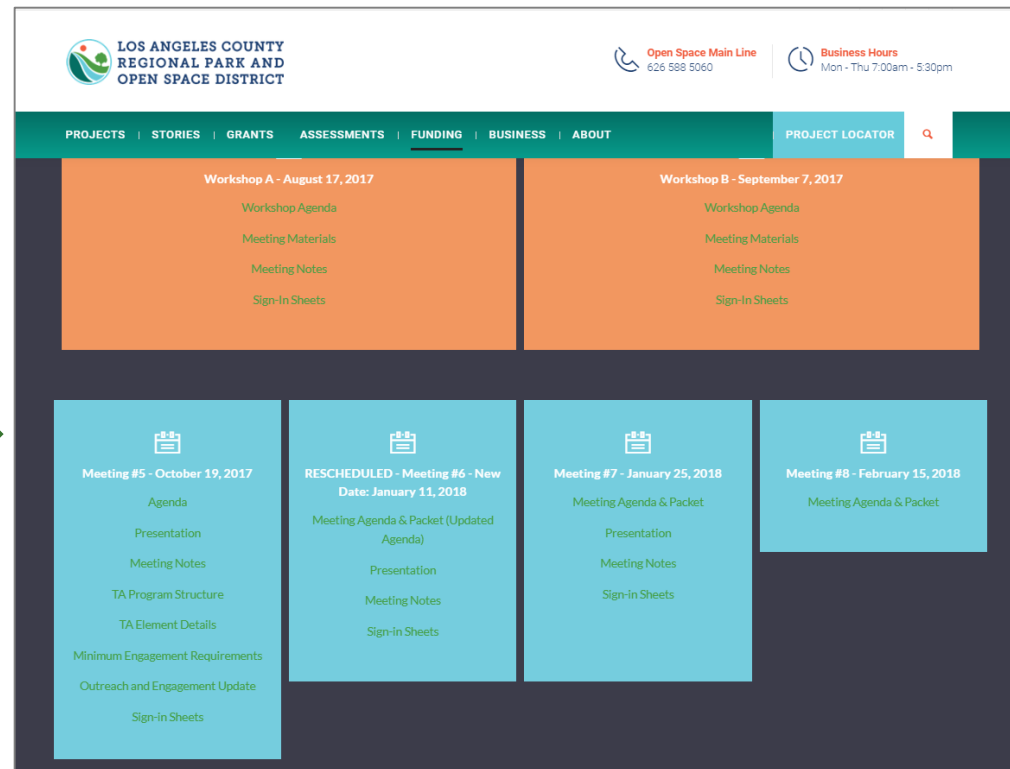 LOS ANGELES COUNTY
REGIONAL PARK AND
OPEN SPACE DISTRICT
Open Space Main Line
626 588 5060
Business Hours
Mon - Thu 7:00am - 5:30pm
PROJECTS | STORIES | GRANTS ASSESSMENTS | FUNDING | BUSINESS | ABOUT
PROJECT LOCATOR
Workshop A - August 17, 2017
Workshop Agenda
Meeting Materials
Meeting Notes
Sign-In Sheets
Workshop B - September 7, 2017
Workshop Agenda
Meeting Materials
Meeting Notes
Sign-In Sheets
Meeting #5 - October 19, 2017
Agenda
Presentation
Meeting Notes
TA Program Structure
TA Element Details
Minimum Engagement Requirements
Outreach and Engagement Update
Sign-in Sheets
RESCHEDULED - Meeting #6 - New
Date: January 11, 2018
Meeting Agenda & Packet (Updated
Agenda)
Presentation
Meeting Notes
Sign-in Sheets
Meeting #7 - January 25, 2018
Meeting Agenda & Packet
Presentation
Meeting Notes
Sign-in Sheets
Meeting #8 - February 15, 2018
Meeting Agenda & Packet